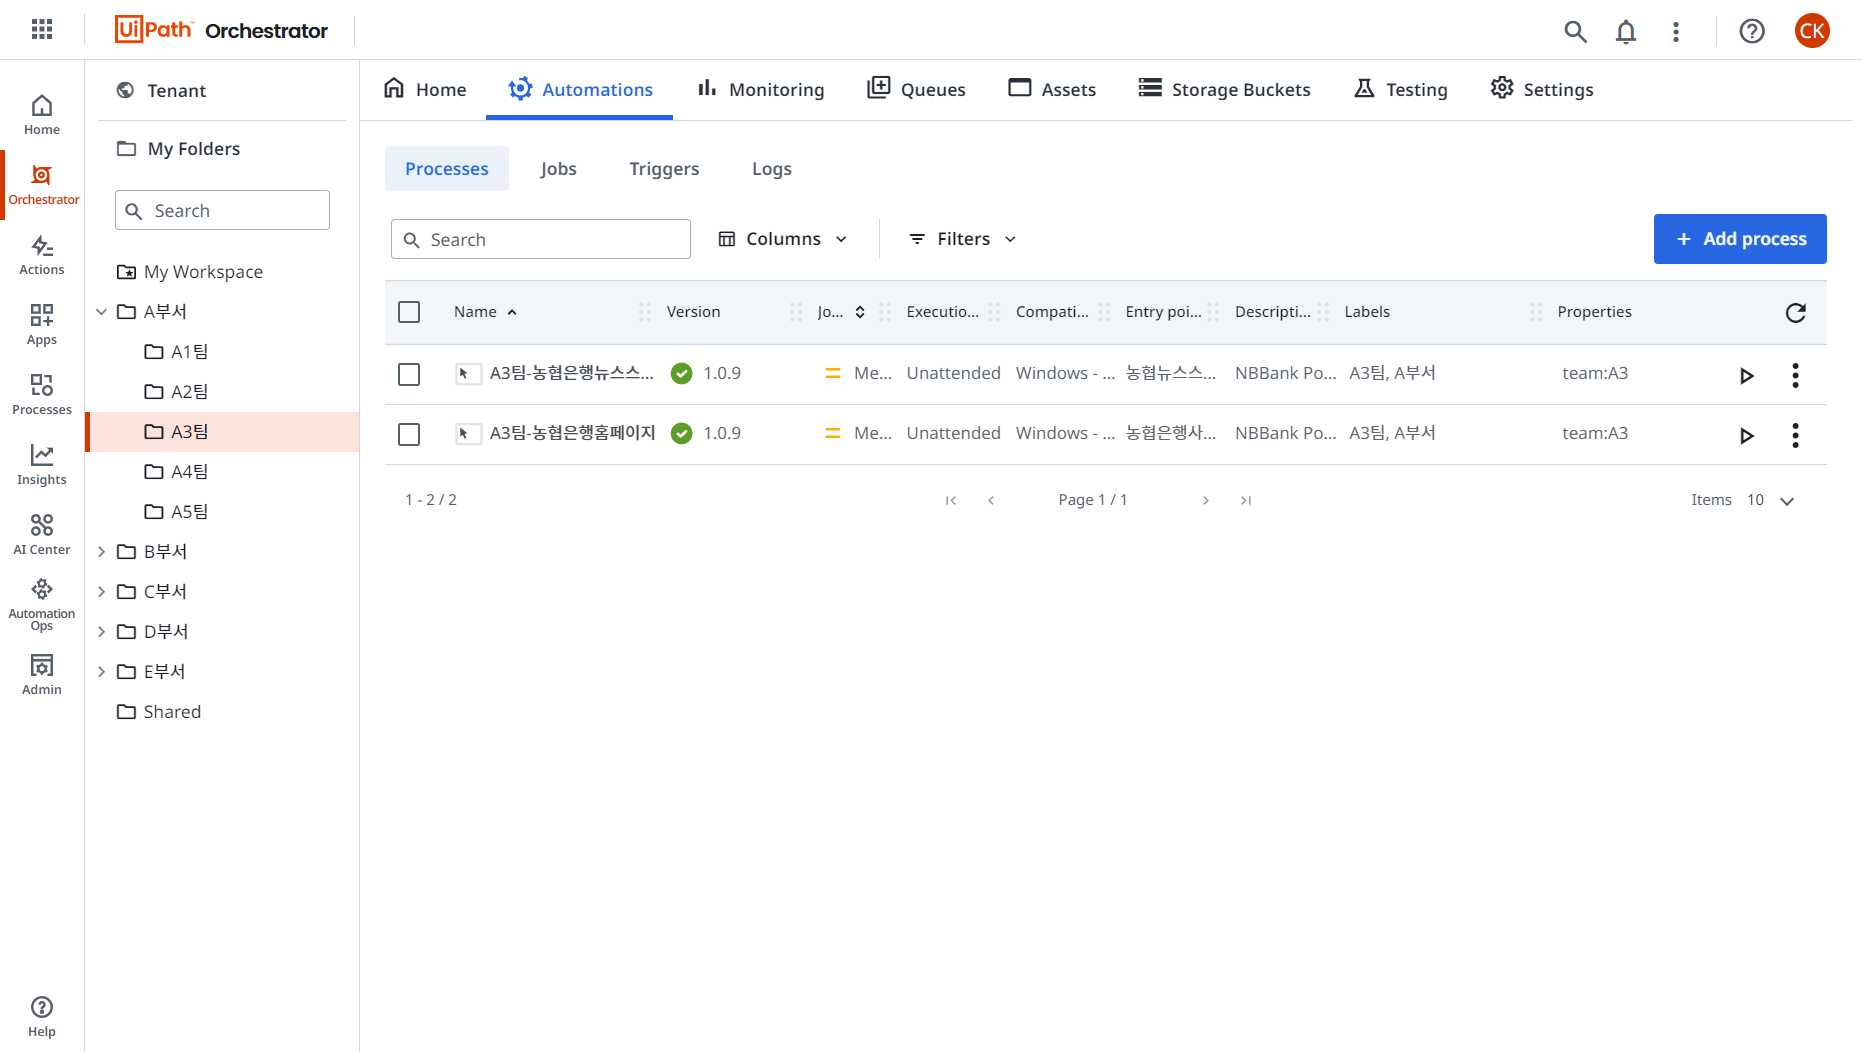 UiPath Orchestrator
CK
Home
Orchestrator
Actions
Apps
Processes
Insights
AI Center
Automation
Ops
Admin
Help
Tenant
My Folders
Search
My Workspace
A부서
A1팀
A2팀
A3팀
A4팀
A5팀
B부서
C부서
D부서
E부서
Shared
Home Automations Monitoring Queues Assets Storage Buckets Testing Settings
Processes Jobs Triggers Logs
Search Columns Filters + Add process
Name Version Jo... Executio... Compati... Entry poi... Descripti... Labels Properties
A3팀-농협은행뉴스스... 1.0.9 Me... Unattended Windows - ... 농협뉴스스... NBBank Po... A3팀, A부서 team:A3
A3팀-농협은행홈페이지 1.0.9 Me... Unattended Windows - ... 농협은행사... NBBank Po... A3팀, A부서 team:A3
1 - 2 / 2 Page 1 / 1 Items 10